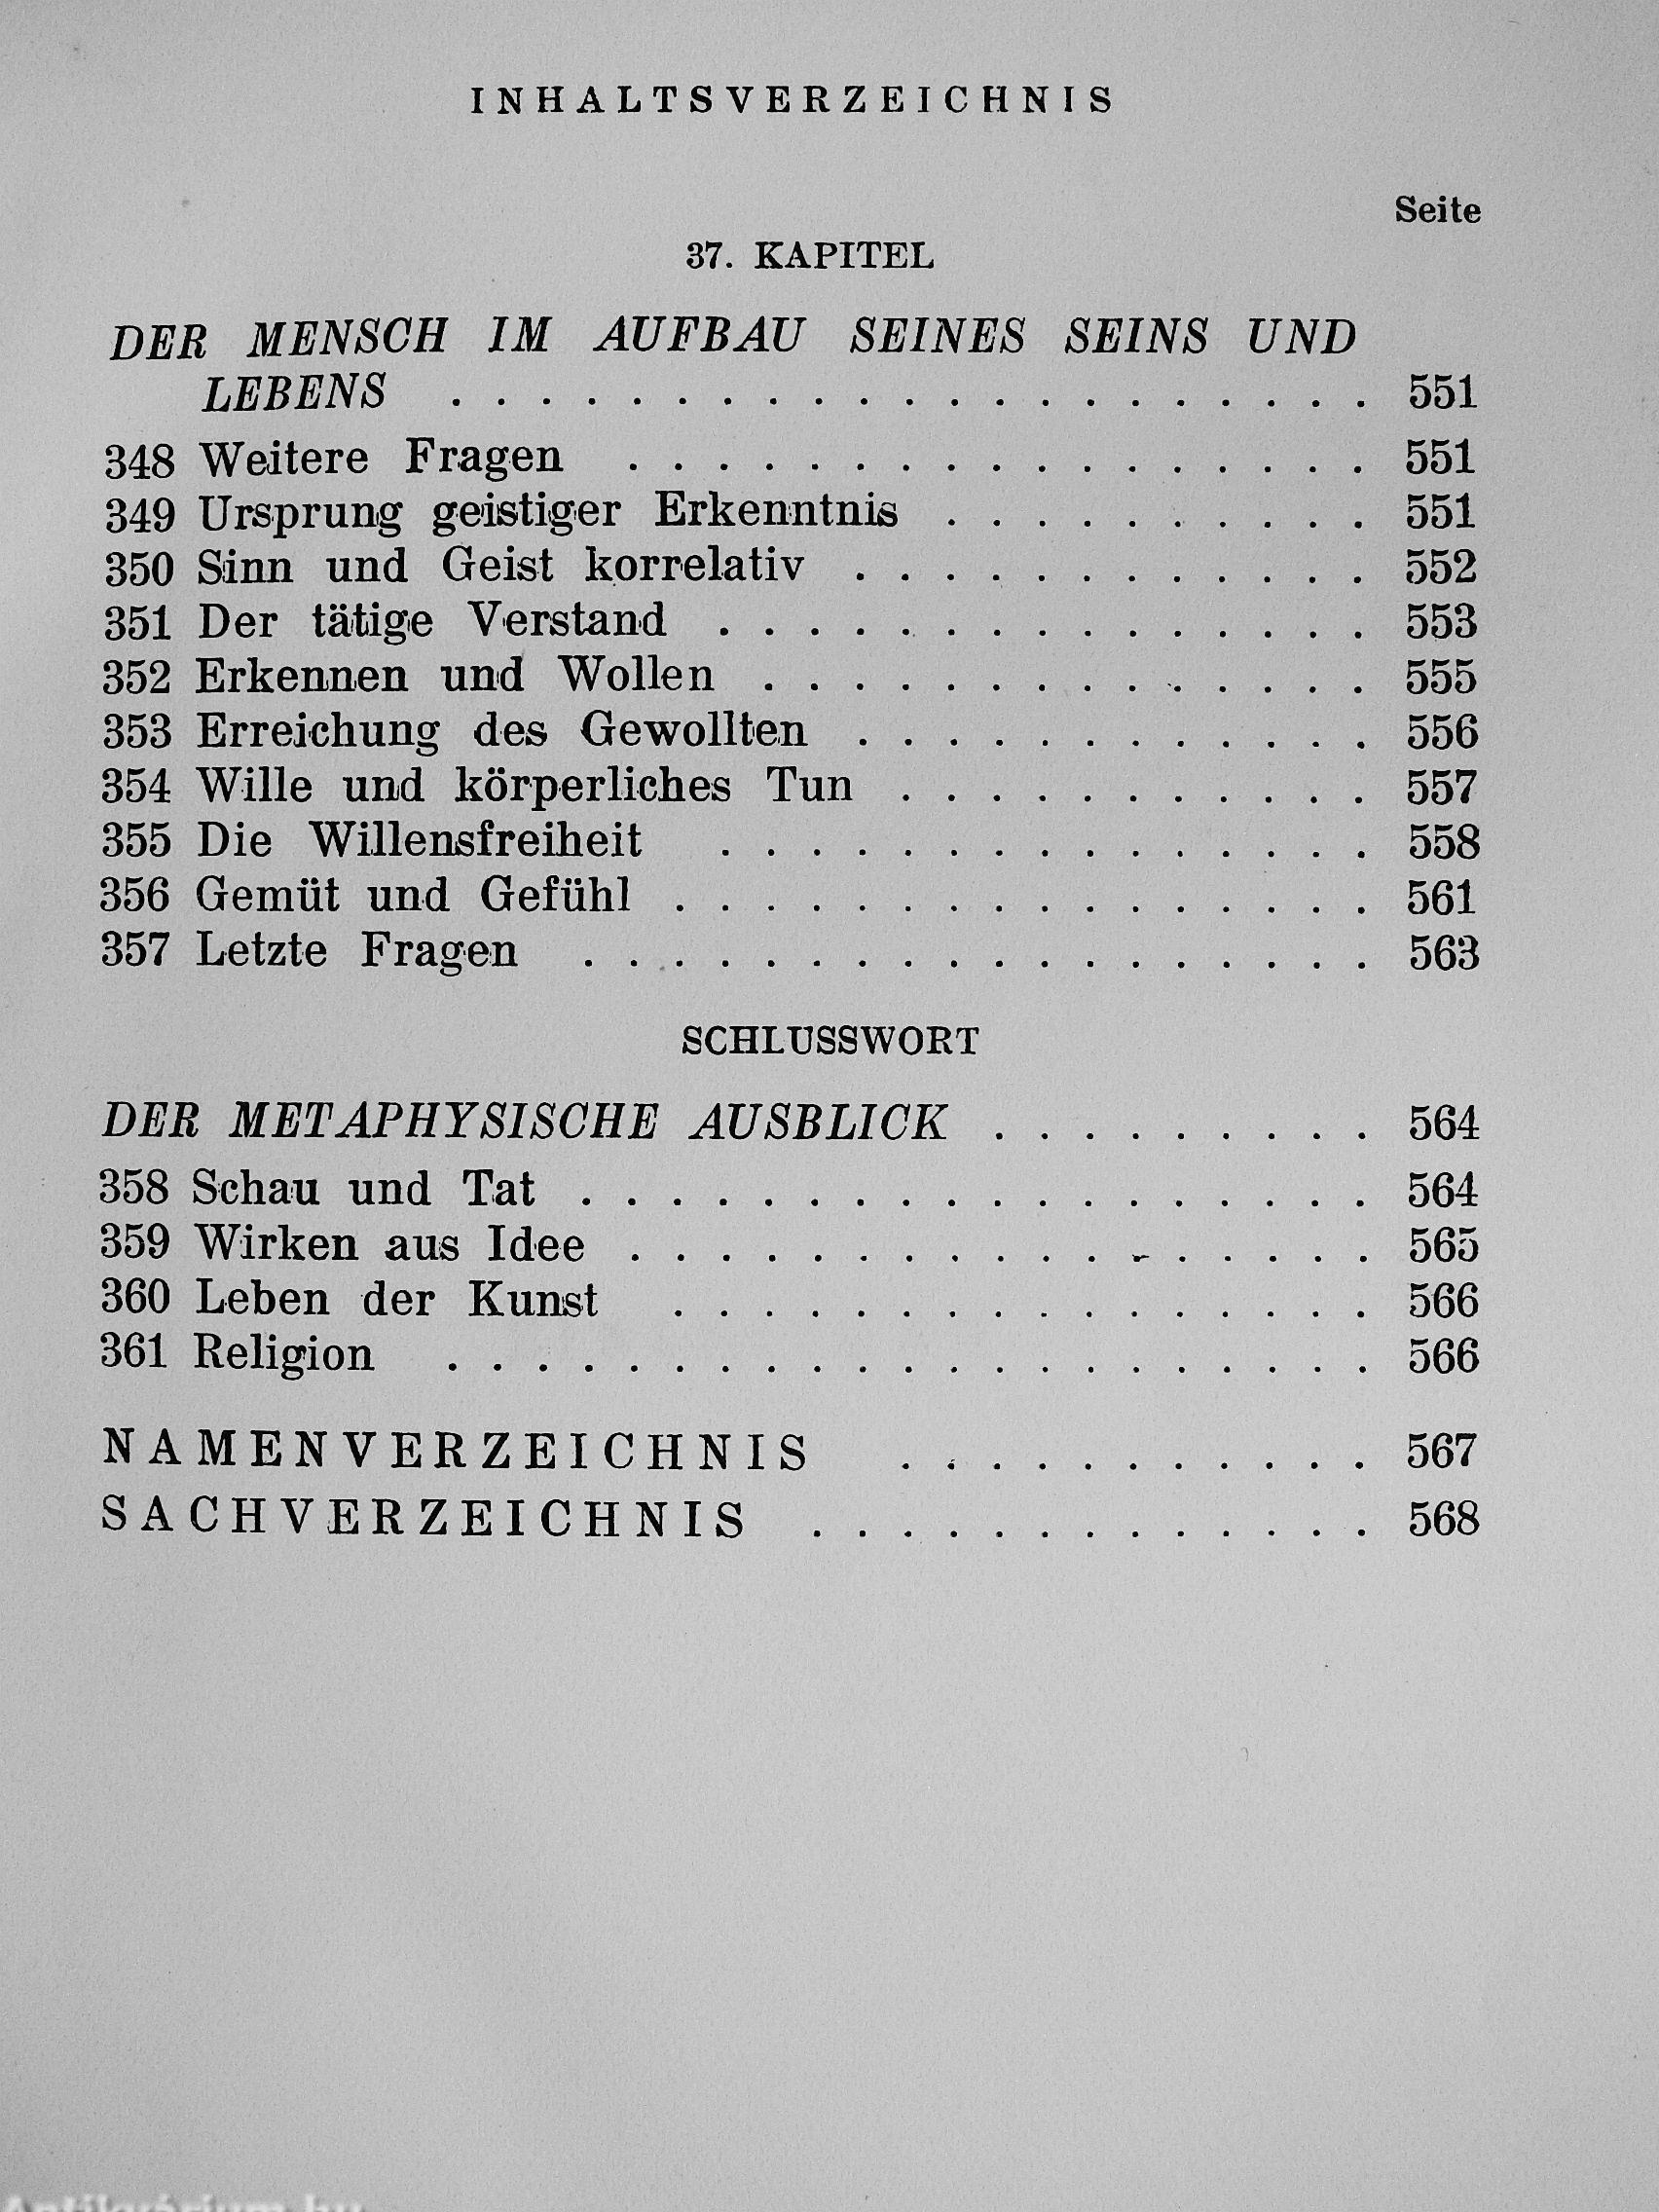 INHALTSVERZEICHNIS
Seite
37. KAPITEL
DER MENSCH IM AUFBAU SEINES SEINS UND
LEBENS . . . . . . . . . . . . . . . . . . . . . 551
348 Weitere Fragen . . . . . . . . . . . . . . . . . 551
349 Ursprung geistiger Erkenntnis . . . . . . . . . . 551
350 Sinn und Geist korrelativ . . . . . . . . . . . . 552
351 Der tätige Verstand . . . . . . . . . . . . . . . 553
352 Erkennen und Wollen . . . . . . . . . . . . . . 555
353 Erreichung des Gewollten . . . . . . . . . . . . 556
354 Wille und körperliches Tun . . . . . . . . . . . 557
355 Die Willensfreiheit . . . . . . . . . . . . . . . 558
356 Gemüt und Gefühl . . . . . . . . . . . . . . . . 561
357 Letzte Fragen . . . . . . . . . . . . . . . . . . 563
SCHLUSSWORT
DER METAPHYSISCHE AUSBLICK . . . . . . . . . 564
358 Schau und Tat . . . . . . . . . . . . . . . . . . 564
359 Wirken aus Idee . . . . . . . . . . . . . . . . . 565
360 Leben der Kunst . . . . . . . . . . . . . . . . 566
361 Religion . . . . . . . . . . . . . . . . . . . . . 566
NAMENVERZEICHNIS . . . . . . . . . . . 567
SACHVERZEICHNIS . . . . . . . . . . . . . 568
Antikvárium.hu